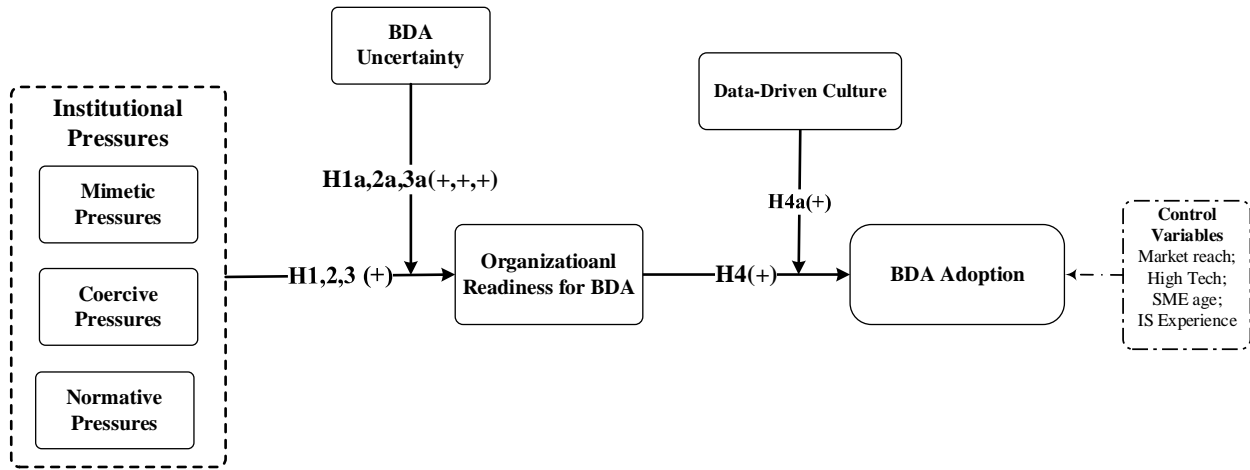 BDA
Uncertainty
Institutional
Pressures
Mimetic
Pressures
Coercive
Pressures
Normative
Pressures
H1a,2a,3a(+,+,+)
H1,2,3 (+)
Organizatioanl
Readiness for BDA
H4(+)
Data-Driven Culture
H4a(+)
BDA Adoption
Control
Variables
Market reach;
High Tech;
SME age;
IS Experience